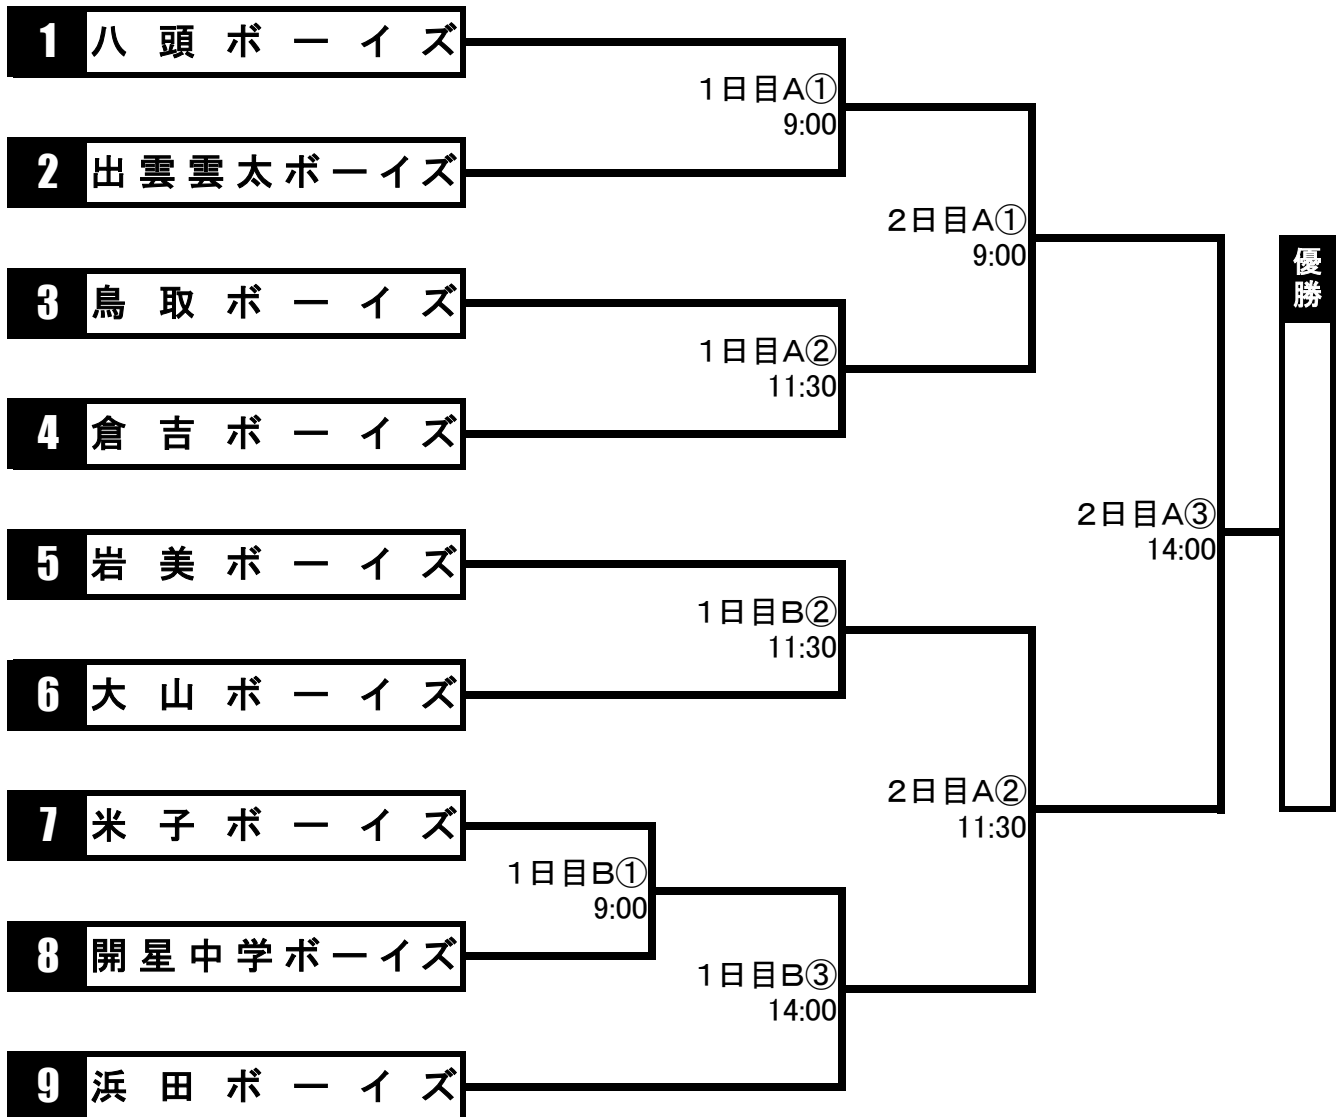 1 八頭ボーイズ
1日目A①
9:00
2 出雲雲太ボーイズ
2日目A①
9:00
優勝
3 鳥取ボーイズ
1日目A②
11:30
4 倉吉ボーイズ
2日目A③
14:00
5 岩美ボーイズ
1日目B②
11:30
6 大山ボーイズ
2日目A②
11:30
7 米子ボーイズ
1日目B①
9:00
8 開星中学ボーイズ
1日目B③
14:00
9 浜田ボーイズ